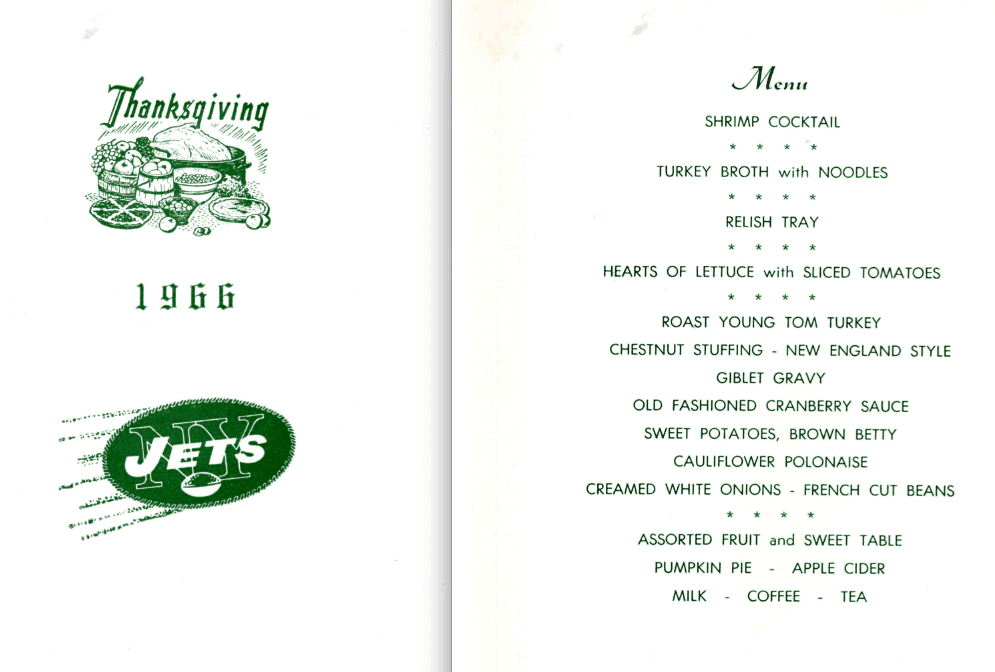 Thanksgiving
1966
NY
JETS
Menu
SHRIMP COCKTAIL
* * * *
TURKEY BROTH with NOODLES
* * * *
RELISH TRAY
* * * *
HEARTS OF LETTUCE with SLICED TOMATOES
* * * *
ROAST YOUNG TOM TURKEY
CHESTNUT STUFFING - NEW ENGLAND STYLE
GIBLET GRAVY
OLD FASHIONED CRANBERRY SAUCE
SWEET POTATOES, BROWN BETTY
CAULIFLOWER POLONAISE
CREAMED WHITE ONIONS - FRENCH CUT BEANS
* * * *
ASSORTED FRUIT and SWEET TABLE
PUMPKIN PIE - APPLE CIDER
MILK - COFFEE - TEA